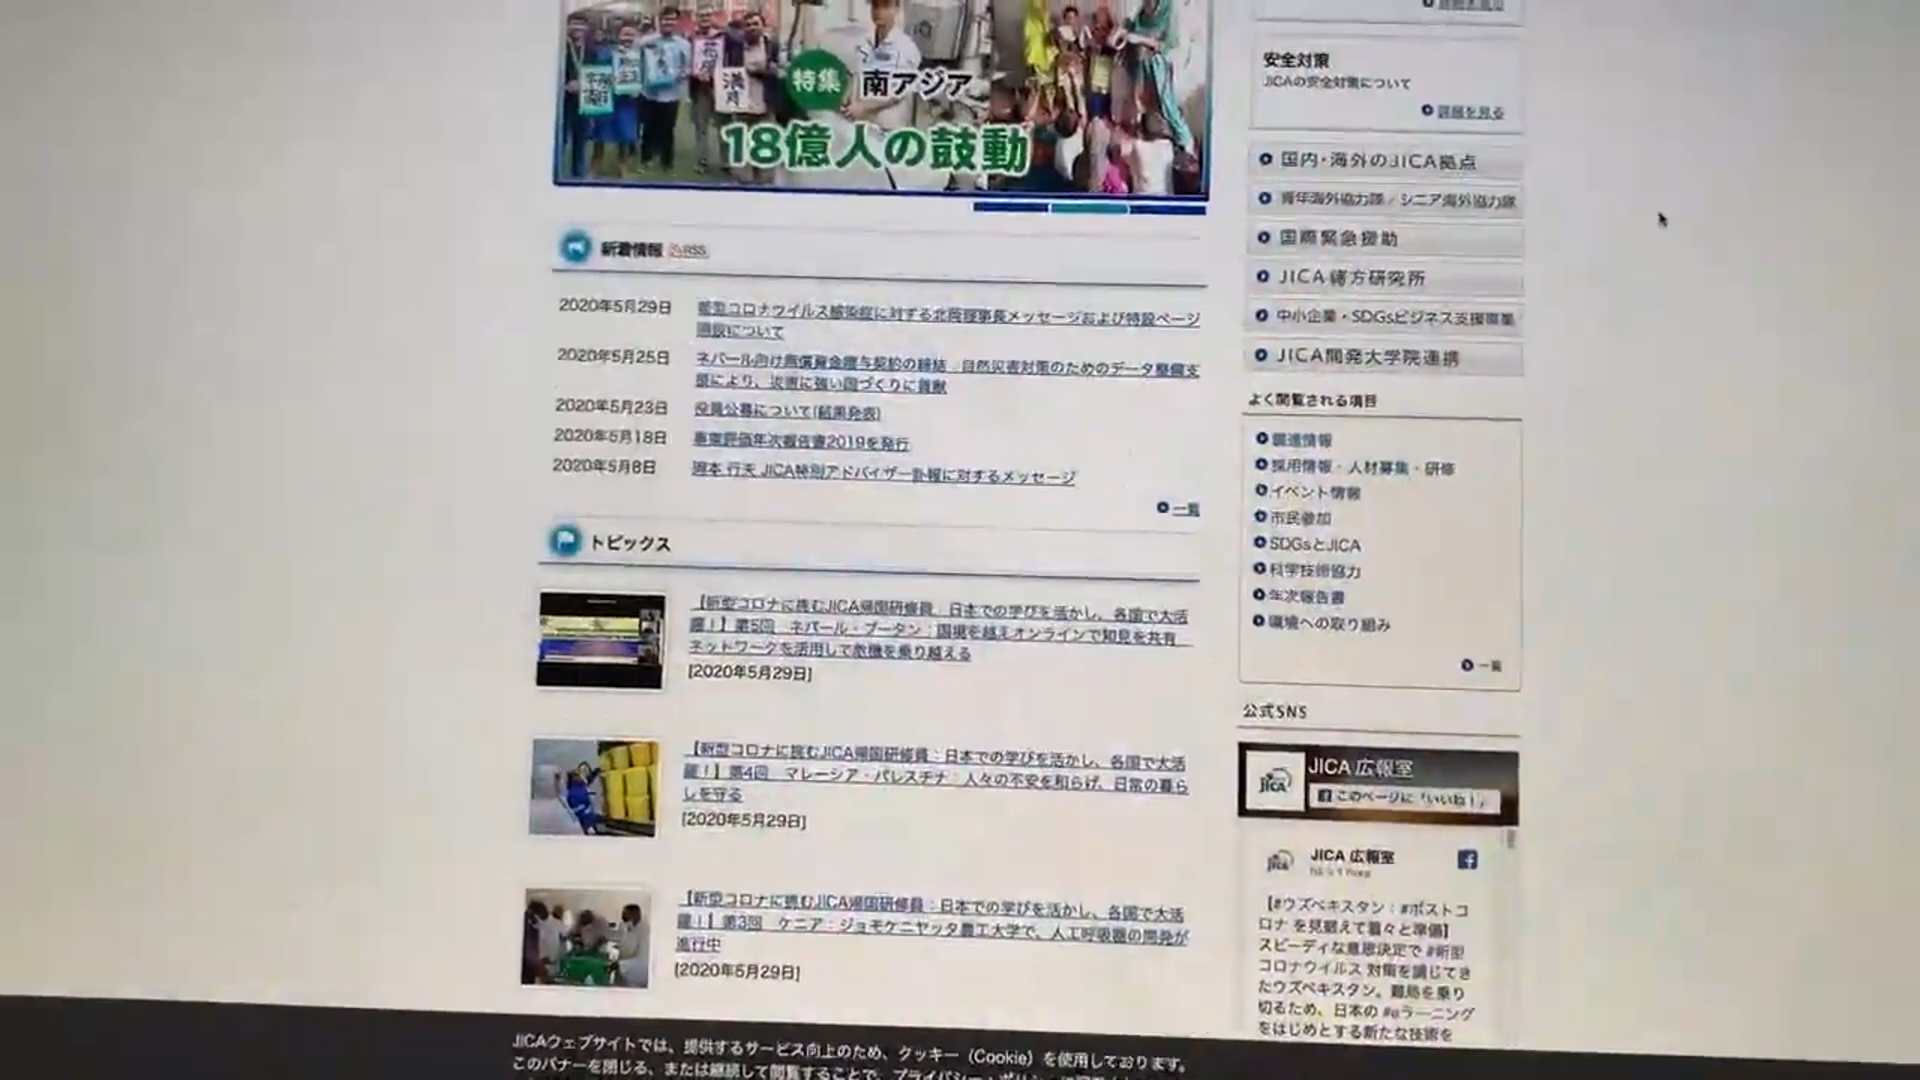 満月
特集 南アジア
18億人の鼓動
新着情報 RSS
2020年5月29日 新型コロナウイルス感染症に対する北岡理事長メッセージおよび特設ページ
開設について
2020年5月25日 ネパール向け無償資金贈与契約の締結：自然災害対策のためのデータ整備支
援により、災害に強い国づくりに貢献
2020年5月23日 役員公募について(結果発表)
2020年5月18日 事業評価年次報告書2019を発行
2020年5月8日 岡本 行夫 JICA特別アドバイザー訃報に対するメッセージ
一覧
トピックス
【新型コロナに挑むJICA帰国研修員：日本での学びを活かし、各国で大活
躍！】第5回 ネパール・ブータン：国境を越えオンラインで知見を共有
ネットワークを活用して危機を乗り越える
[2020年5月29日]
【新型コロナに挑むJICA帰国研修員：日本での学びを活かし、各国で大活
躍！】第4回 マレーシア・パレスチナ：人々の不安を和らげ、日常の暮ら
しを守る
[2020年5月29日]
【新型コロナに挑むJICA帰国研修員：日本での学びを活かし、各国で大活
躍！】第3回 ケニア：ジョモケニヤッタ農工大学で、人工呼吸器の開発が
進行中
[2020年5月29日]
安全対策
JICAの安全対策について
詳細を見る
国内・海外のJICA拠点
青年海外協力隊／シニア海外協力隊
国際緊急援助
JICA緒方研究所
中小企業・SDGsビジネス支援事業
JICA開発大学院連携
よく閲覧される項目
調達情報
採用情報・人材募集・研修
イベント情報
市民参加
SDGsとJICA
科学技術協力
年次報告書
環境への取り組み
一覧
公式SNS
JICA
JICA 広報室
このページに「いいね！」
JICA 広報室
【#ウズベキスタン：#ポストコ
ロナ を見据えて着々と準備】
スピーディな意思決定で #新型
コロナウイルス 対策を講じてき
たウズベキスタン。難局を乗り
切るため、日本の #eラーニング
をはじめとする新たな技術を
JICAウェブサイトでは、提供するサービス向上のため、クッキー（Cookie）を使用しております。
このバナーを閉じる、または継続して閲覧することで、プライバシー・ポリシー